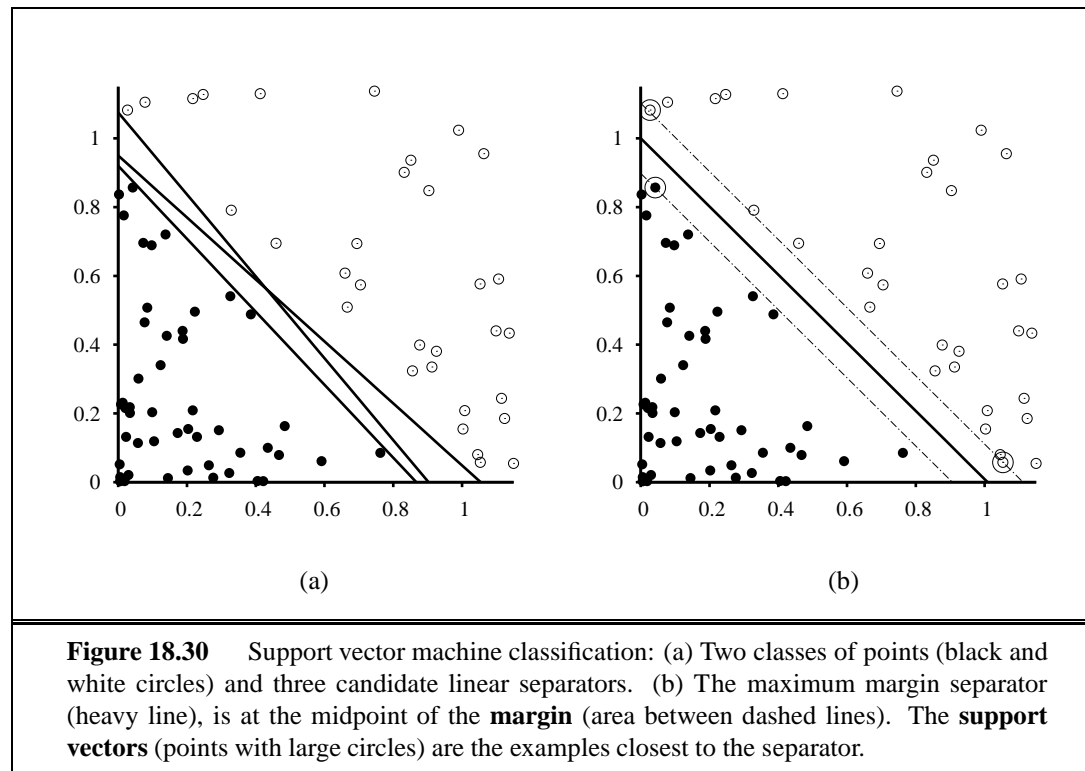 1
0.8
0.6
0.4
0.2
0
0 0.2 0.4 0.6 0.8 1
(a)
1
0.8
0.6
0.4
0.2
0
0 0.2 0.4 0.6 0.8 1
(b)
Figure 18.30 Support vector machine classification: (a) Two classes of points (black and
white circles) and three candidate linear separators. (b) The maximum margin separator
(heavy line), is at the midpoint of the margin (area between dashed lines). The support
vectors (points with large circles) are the examples closest to the separator.